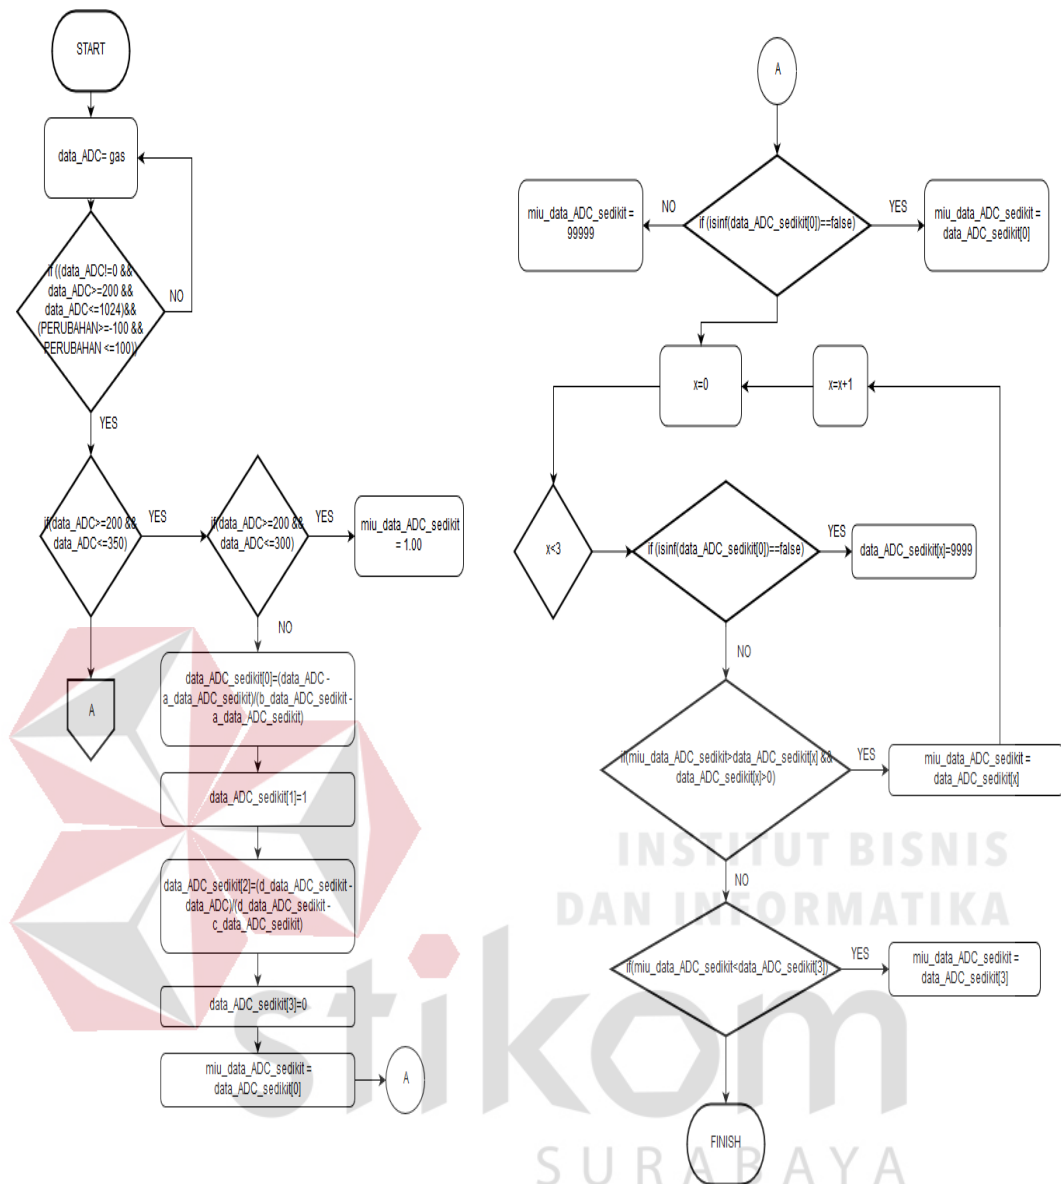 START
data_ADC= gas
if ((data_ADC!=0 &&
data_ADC>=200 &&
data_ADC<=1024)&&
(PERUBAHAN>=-100 &&
PERUBAHAN <=100))
NO
YES
if(data_ADC>=200 &&
data_ADC<=350)
YES
if(data_ADC>=200 &&
data_ADC<=300)
YES
miu_data_ADC_sedikit
= 1.00
NO
A
data_ADC_sedikit[0]=(data_ADC -
a_data_ADC_sedikit)/(b_data_ADC_sedikit -
a_data_ADC_sedikit)
data_ADC_sedikit[1]=1
data_ADC_sedikit[2]=(d_data_ADC_sedikit -
data_ADC)/(d_data_ADC_sedikit -
c_data_ADC_sedikit)
data_ADC_sedikit[3]=0
miu_data_ADC_sedikit =
data_ADC_sedikit[0]
A
A
if (isinf(data_ADC_sedikit[0])==false)
NO
miu_data_ADC_sedikit =
99999
YES
miu_data_ADC_sedikit =
data_ADC_sedikit[0]
x=0
x=x+1
x<3
if (isinf(data_ADC_sedikit[0])==false)
YES
data_ADC_sedikit[x]=9999
NO
if(miu_data_ADC_sedikit>data_ADC_sedikit[x] &&
data_ADC_sedikit[x]>0)
YES
miu_data_ADC_sedikit =
data_ADC_sedikit[x]
NO
if(miu_data_ADC_sedikit<data_ADC_sedikit[3])
YES
miu_data_ADC_sedikit =
data_ADC_sedikit[3]
FINISH
INSTITUT BISNIS
DAN INFORMATIKA
stikom
SURABAYA